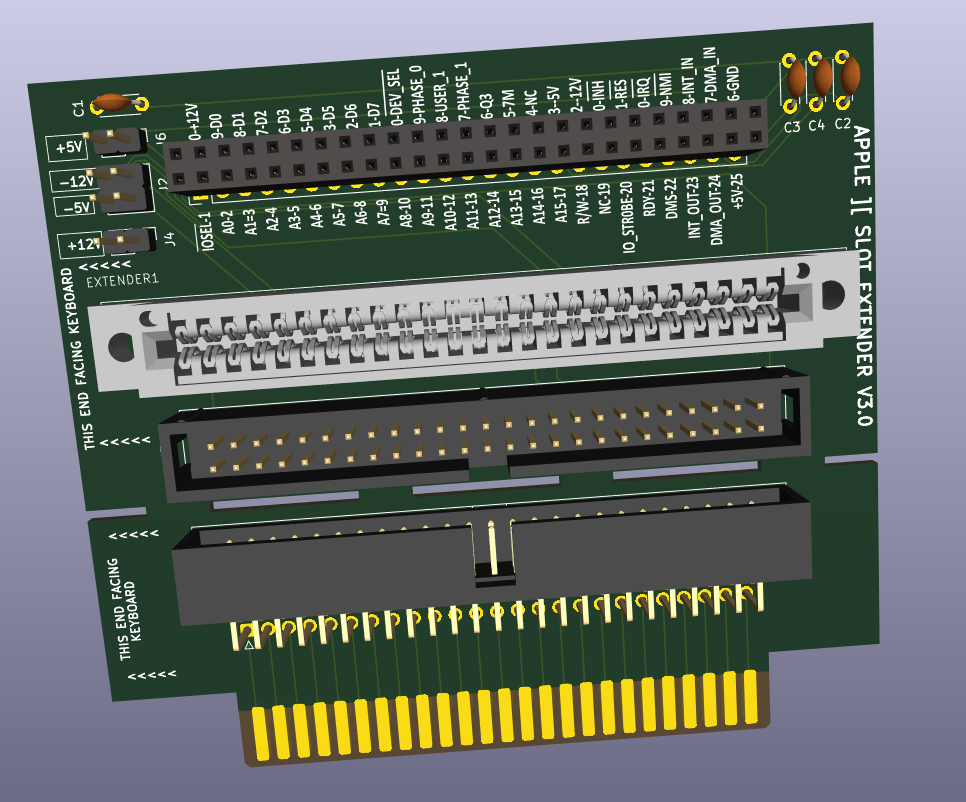 C1
+5V
-12V
-5V
+12V
J4
<<<<<
EXTENDER1
0-+12V
9-D0
8-D1
7-D2
6-D3
5-D4
3-D5
2-D6
1-D7
0-DEV_SEL
9-PHASE_0
8-USER_1
7-PHASE_1
6-Q3
5-7M
4-NC
3--5V
2--12V
0-INH
1-RES
0-IRQ
9-NMI
8-INT_IN
7-DMA_IN
6-GND
C3
C4
C2
IOSEL-1
A0-2
A1=3
A2-4
A3-5
A4-6
A5-7
A6-8
A7=9
A8-10
A9-11
A10-12
A11-13
A12-14
A13-15
A14-16
A15-17
R/W-18
NC-19
IO_STROBE-20
RDY-21
DMS-22
INT_OUT-23
DMA_OUT-24
+5V-25
APPLE ][ SLOT EXTENDER V3.0
THIS END FACING KEYBOARD
<<<<<
<<<<<
THIS END FACING
KEYBOARD
<<<<<